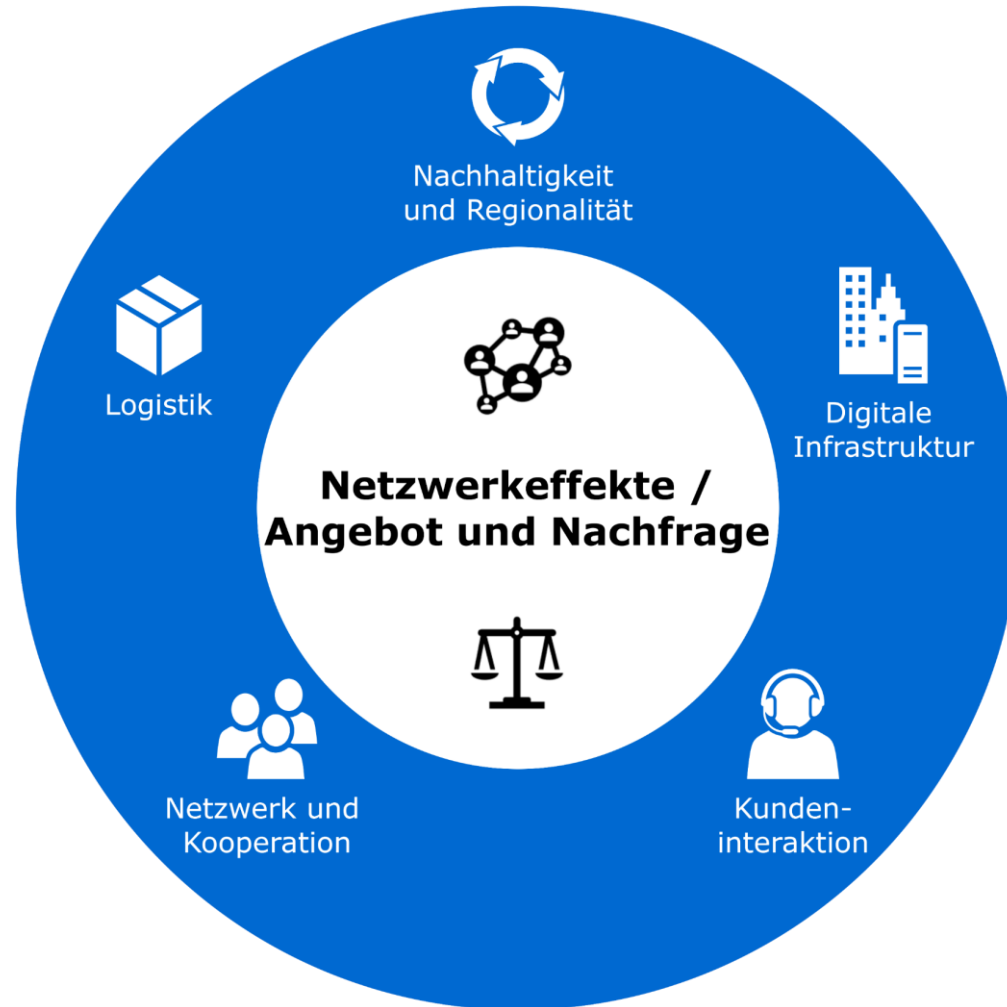 Nachhaltigkeit
und Regionalität
Logistik
Digitale
Infrastruktur
Netzwerkeffekte /
Angebot und Nachfrage
Netzwerk und
Kooperation
Kunden-
interaktion